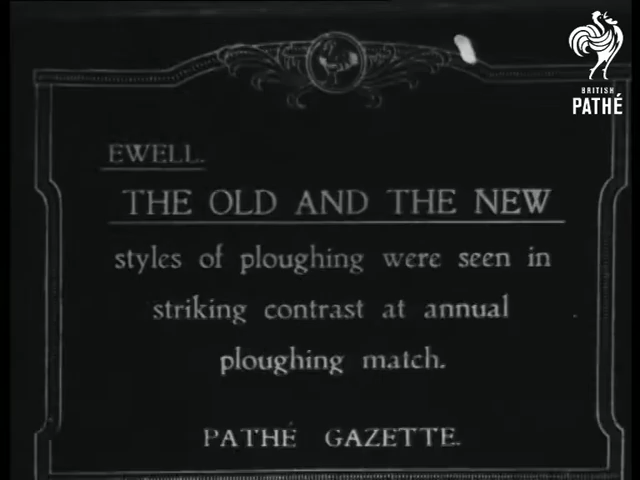 BRITISH
PATHÉ
EWELL.
THE OLD AND THE NEW
styles of ploughing were seen in
striking contrast at annual
ploughing match.
PATHÉ GAZETTE.